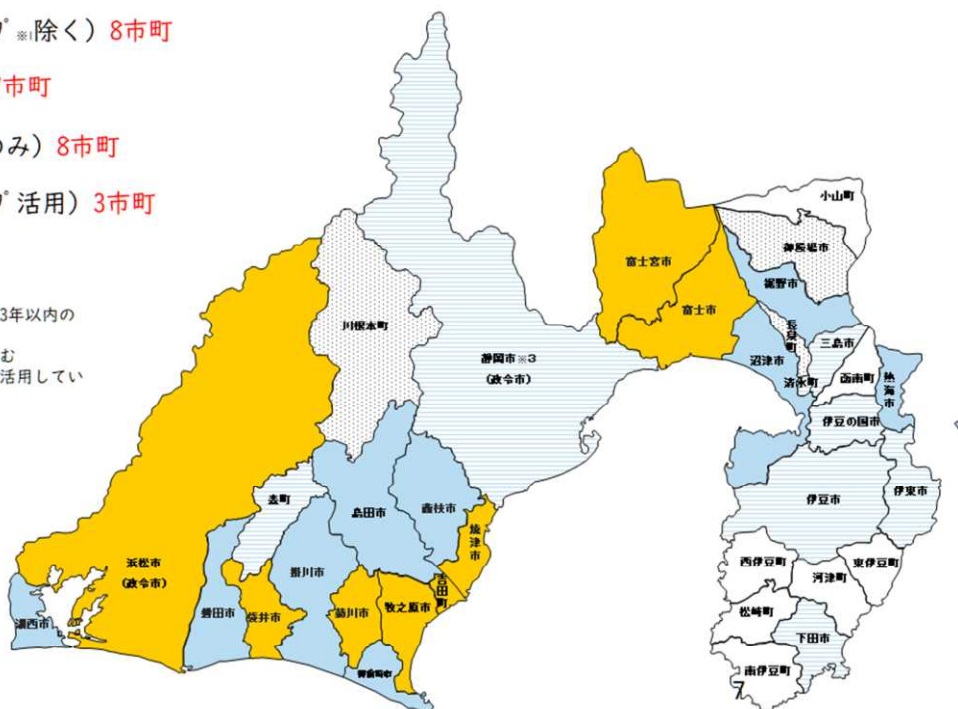 プ ※1除く) 8市町
市町
のみ) 8市町
プ 活用) 3市町
3年以内の
む
活用してい
小山町
御殿場市
富士宮市
裾野市
富士市
長泉町
川根本町
三島市
静岡市※3
(政令市)
沼津市
函南町
熱海市
清水町
伊豆の国市
森町
島田市
藤枝市
伊豆市
伊東市
焼津市
浜松市
(政令市)
掛川市
西伊豆町
東伊豆町
河津町
吉田町
湖西市
磐田市
袋井市
菊川市
牧之原市
松崎町
下田市
御前崎市
南伊豆町
7